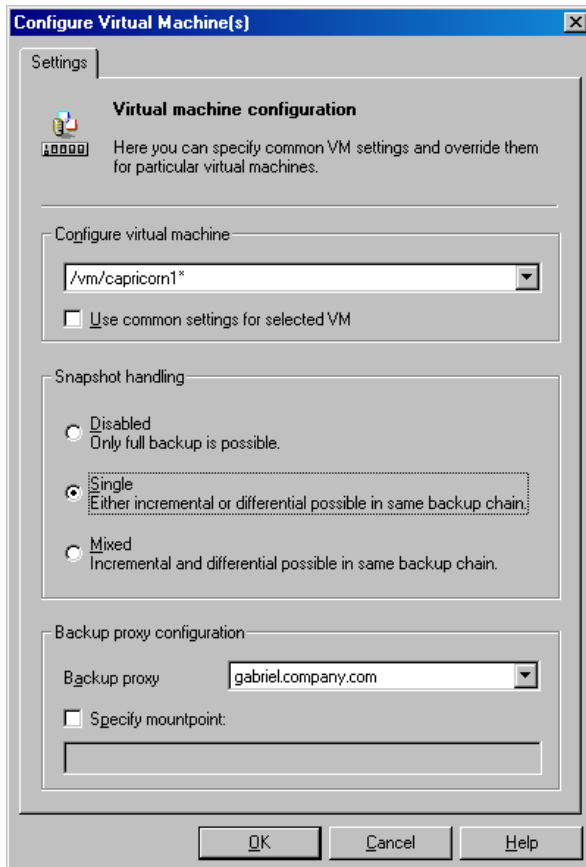 Configure Virtual Machine(s)
Settings
Virtual machine configuration
Here you can specify common VM settings and override them
for particular virtual machines.
Configure virtual machine
/vm/capricorn1*
Use common settings for selected VM
Snapshot handling
Disabled
Only full backup is possible.
Single
Either incremental or differential possible in same backup chain.
Mixed
Incremental and differential possible in same backup chain.
Backup proxy configuration
Backup proxy
gabriel.company.com
Specify mountpoint:
OK Cancel Help